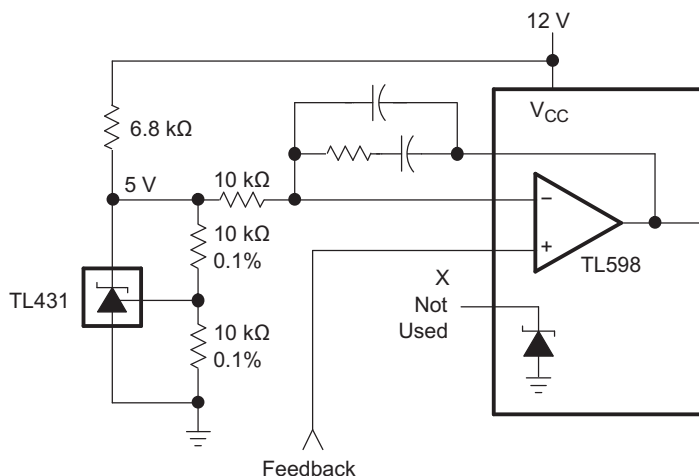 12 V
V_CC
6.8 kΩ
5 V
10 kΩ
10 kΩ
0.1%
−
+
TL598
TL431
X
Not
Used
10 kΩ
0.1%
Feedback